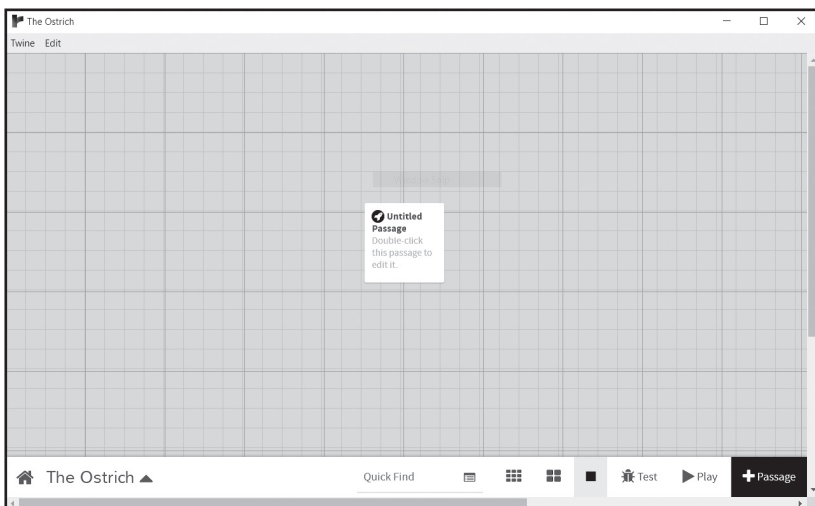 The Ostrich
Twine Edit
Untitled
Passage
Double-click
this passage to
edit it.
The Ostrich
Quick Find
Test
Play
Passage